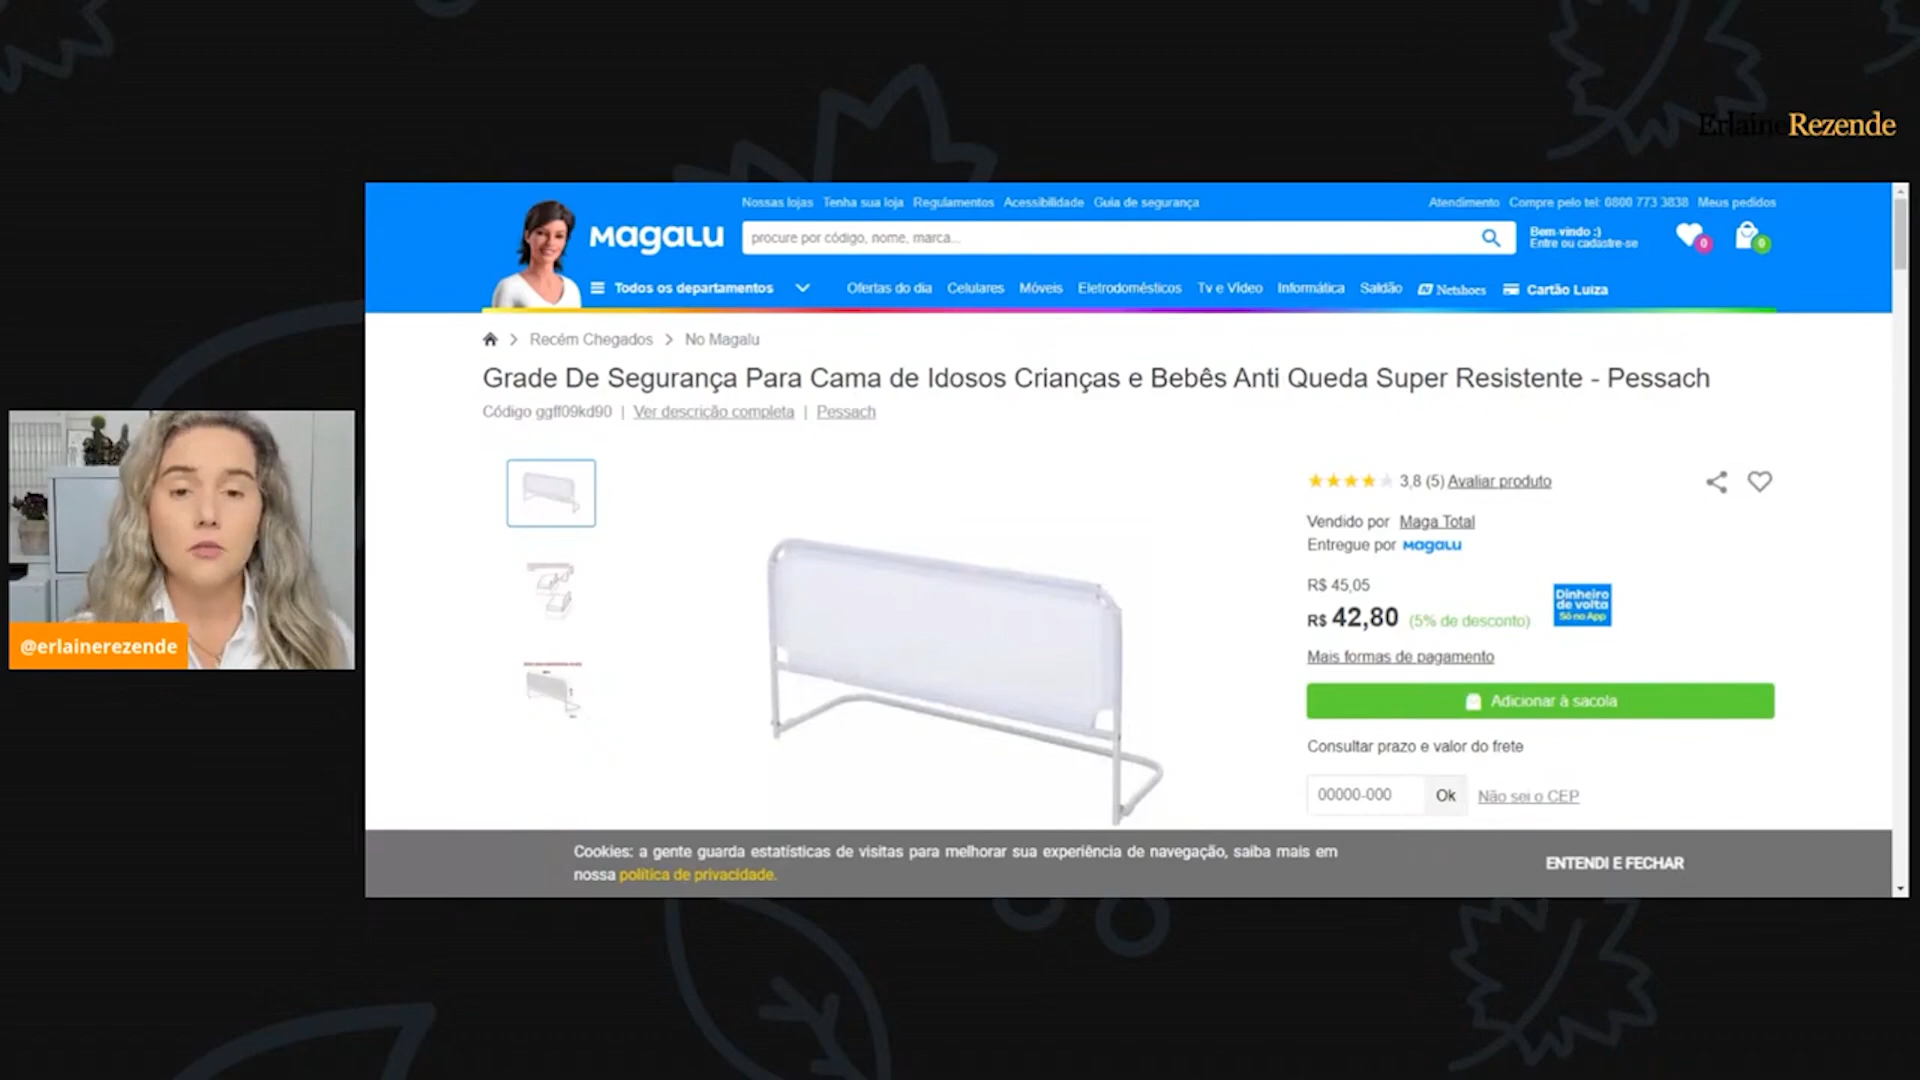 ErlaineRezende
Nossas lojas Tenha sua loja Regulamentos Acessibilidade Guia de segurança
Atendimento Compre pelo tel: 0800 773 3838 Meus pedidos
MAGALU
procure por código, nome, marca...
Bem-vindo :)
Entre ou cadastre-se
0
0
Todos os departamentos
Ofertas do dia Celulares Móveis Eletrodomésticos Tv e Vídeo Informática Saldão Netshoes Cartão Luiza
Recém Chegados No Magalu
Grade De Segurança Para Cama de Idosos Crianças e Bebês Anti Queda Super Resistente - Pessach
Código ggff09kd90 | Ver descrição completa | Pessach
3,8 (5) Avaliar produto
Vendido por Maga Total
Entregue por MAGALU
R$ 45,05
R$ 42,80 (5% de desconto)
Dinheiro
de volta
Só no App
Mais formas de pagamento
Adicionar à sacola
Consultar prazo e valor do frete
00000-000 Ok Não sei o CEP
@erlainerezende
Cookies: a gente guarda estatísticas de visitas para melhorar sua experiência de navegação, saiba mais em
nossa política de privacidade.
ENTENDI E FECHAR